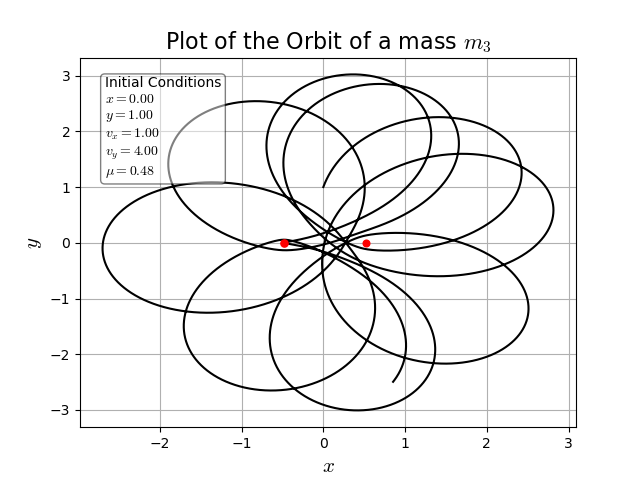 Plot of the Orbit of a mass m₃
Initial Conditions
x = 0.00
y = 1.00
vₓ = 1.00
v_y = 4.00
μ = 0.48
3
2
1
0
−1
−2
−3
y
−2 −1 0 1 2 3
x